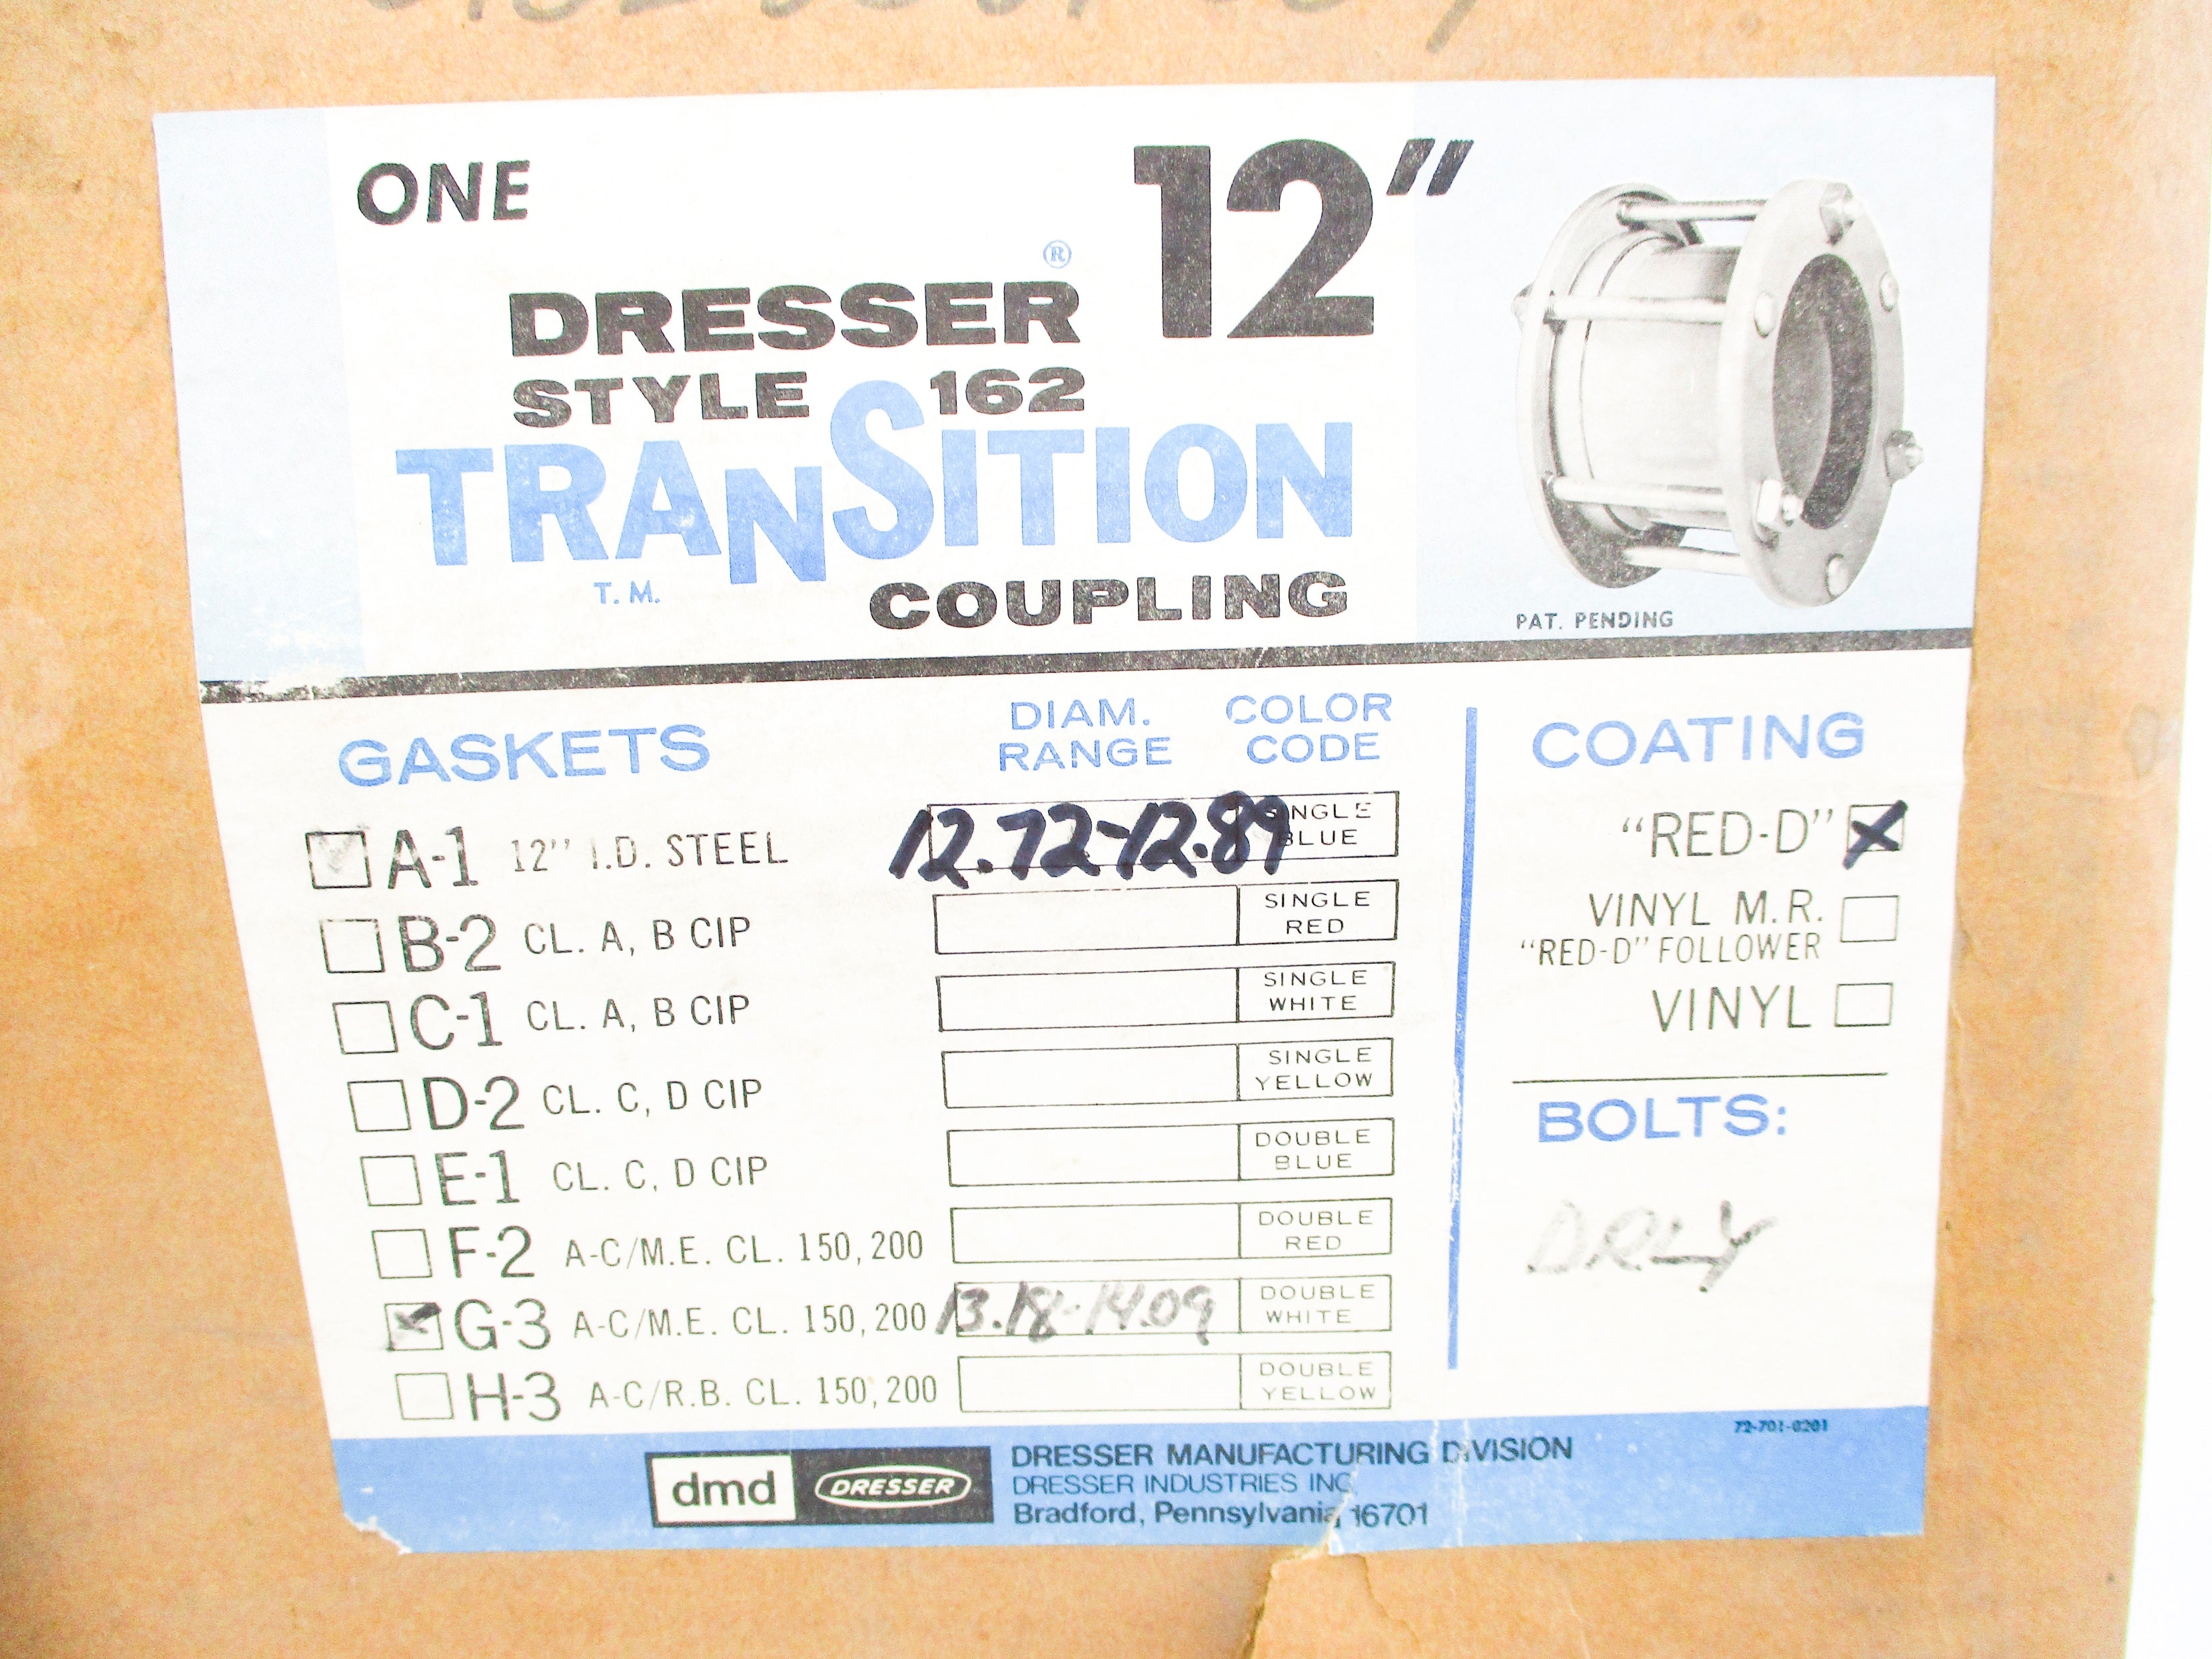 ONE
12"
DRESSER®
STYLE 162
TRANSITION
T.M.
COUPLING
PAT. PENDING
GASKETS
DIAM. RANGE
COLOR CODE
A-1 12" I.D. STEEL 12.72-12.89 SINGLE BLUE
B-2 CL. A, B CIP SINGLE RED
C-1 CL. A, B CIP SINGLE WHITE
D-2 CL. C, D CIP SINGLE YELLOW
E-1 CL. C, D CIP DOUBLE BLUE
F-2 A-C/M.E. CL. 150, 200 DOUBLE RED
G-3 A-C/M.E. CL. 150, 200 13.18-14.09 DOUBLE WHITE
H-3 A-C/R.B. CL. 150, 200 DOUBLE YELLOW
COATING
"RED-D" X
VINYL M.R.
"RED-D" FOLLOWER
VINYL
BOLTS:
72-701-0201
dmd DRESSER
DRESSER MANUFACTURING DIVISION
DRESSER INDUSTRIES INC
Bradford, Pennsylvania 16701